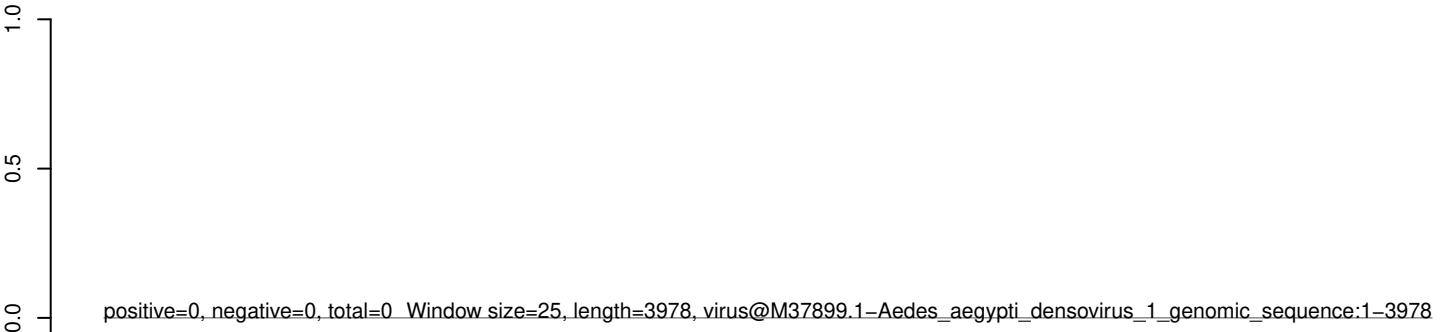 1.0
0.5
0.0
positive=0, negative=0, total=0 Window size=25, length=3978, virus@M37899.1−Aedes_aegypti_densovirus_1_genomic_sequence:1−3978